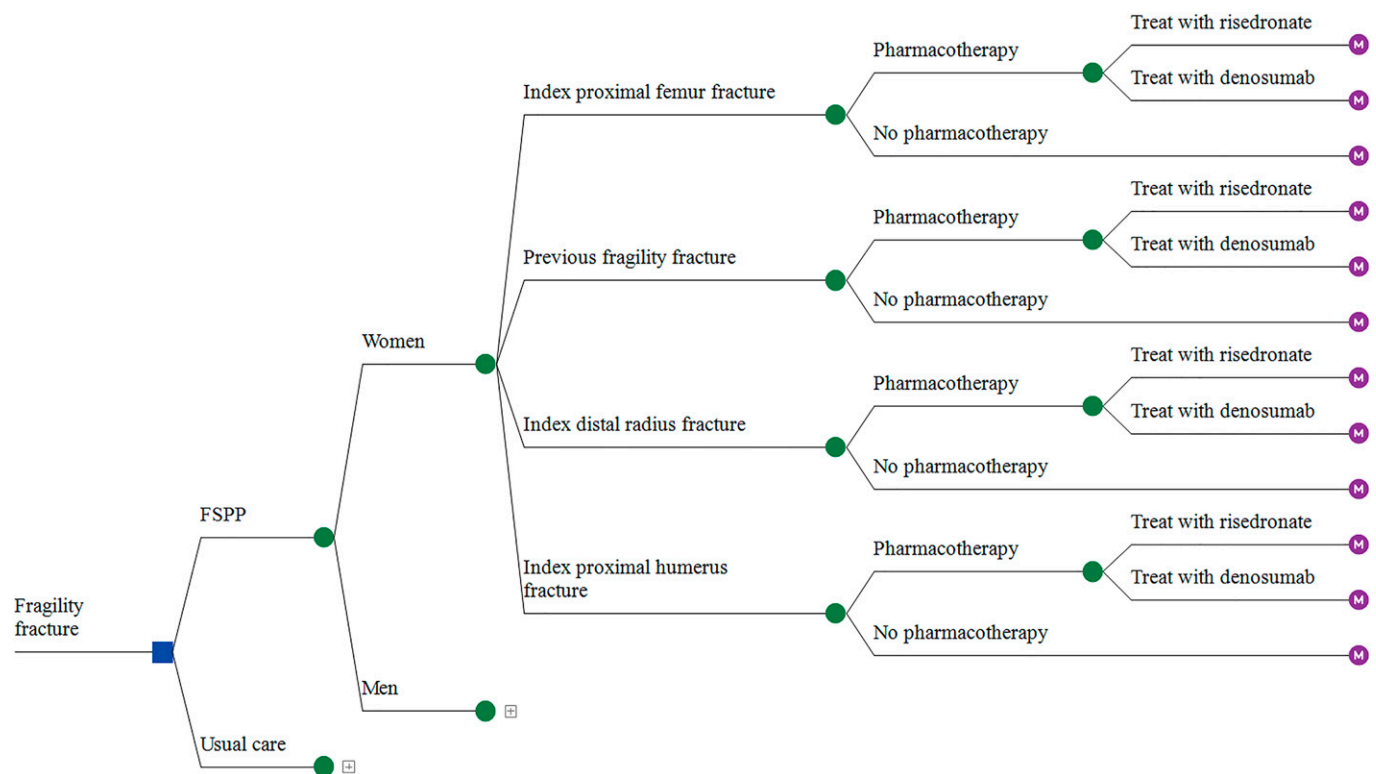 Treat with risedronate
M
Pharmacotherapy
Treat with denosumab
M
Index proximal femur fracture
No pharmacotherapy
M
Treat with risedronate
M
Pharmacotherapy
Treat with denosumab
M
Previous fragility fracture
No pharmacotherapy
M
Women
Treat with risedronate
M
Pharmacotherapy
Treat with denosumab
M
Index distal radius fracture
No pharmacotherapy
M
FSPP
Treat with risedronate
M
Pharmacotherapy
Treat with denosumab
M
Index proximal humerus
fracture
No pharmacotherapy
M
Fragility
fracture
Men
Usual care